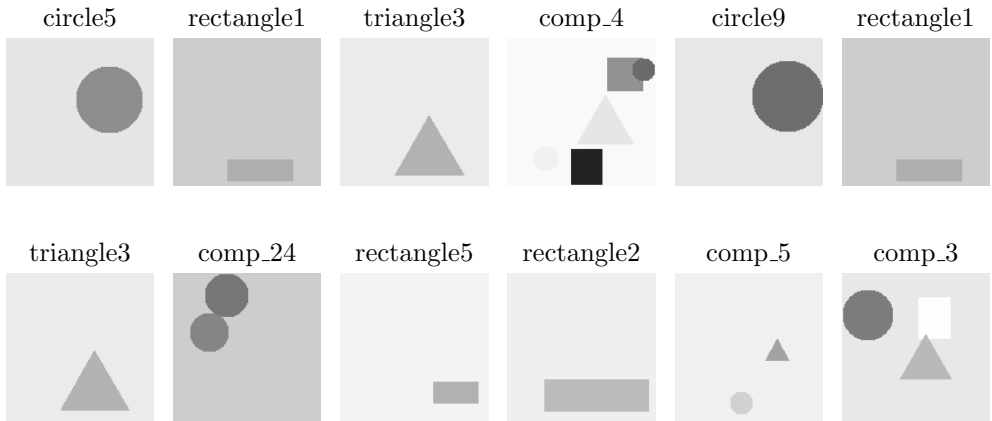 circle5 rectangle1 triangle3 comp_4 circle9 rectangle1
triangle3 comp_24 rectangle5 rectangle2 comp_5 comp_3